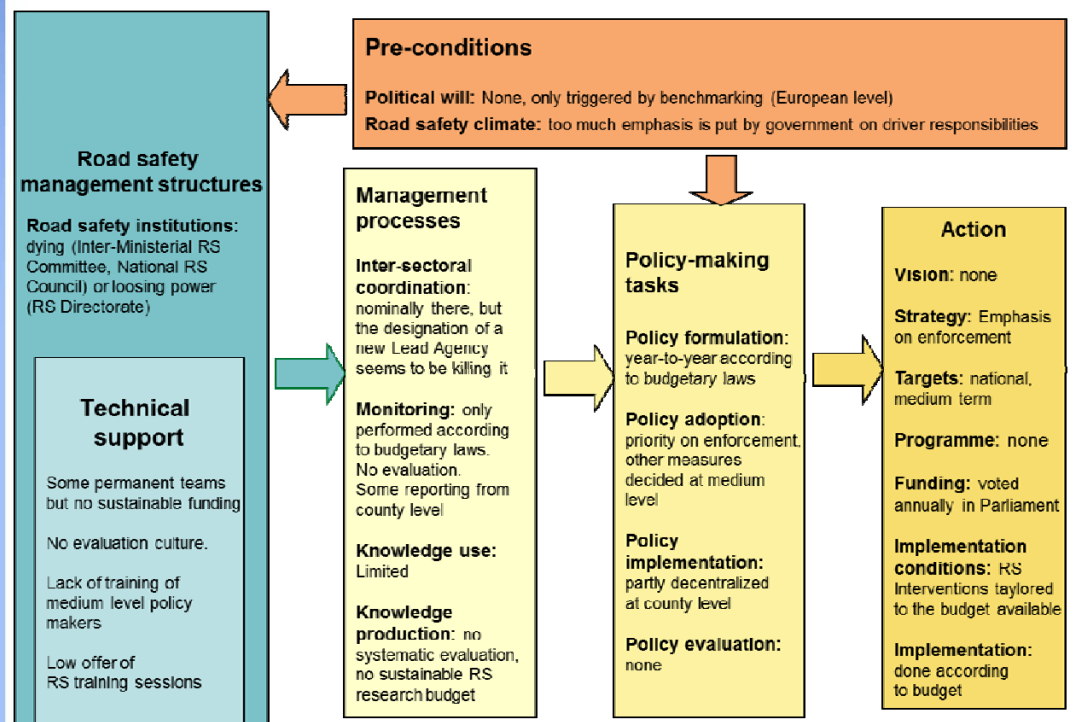 Pre-conditions
Political will: None, only triggered by benchmarking (European level)
Road safety climate: too much emphasis is put by government on driver responsibilities
Road safety
management structures
Road safety institutions:
dying (Inter-Ministerial RS
Committee, National RS
Council) or loosing power
(RS Directorate)
Technical
support
Some permanent teams
but no sustainable funding
No evaluation culture.
Lack of training of
medium level policy
makers
Low offer of
RS training sessions
Management
processes
Inter-sectoral
coordination:
nominally there, but
the designation of a
new Lead Agency
seems to be killing it
Monitoring: only
performed according
to budgetary laws.
No evaluation.
Some reporting from
county level
Knowledge use:
Limited
Knowledge
production: no
systematic evaluation,
no sustainable RS
research budget
Policy-making
tasks
Policy formulation:
year-to-year according
to budgetary laws
Policy adoption:
priority on enforcement,
other measures
decided at medium
level
Policy
implementation:
partly decentralized
at county level
Policy evaluation:
none
Action
Vision: none
Strategy: Emphasis
on enforcement
Targets: national,
medium term
Programme: none
Funding: voted
annually in Parliament
Implementation
conditions: RS
Interventions taylored
to the budget available
Implementation:
done according
to budget